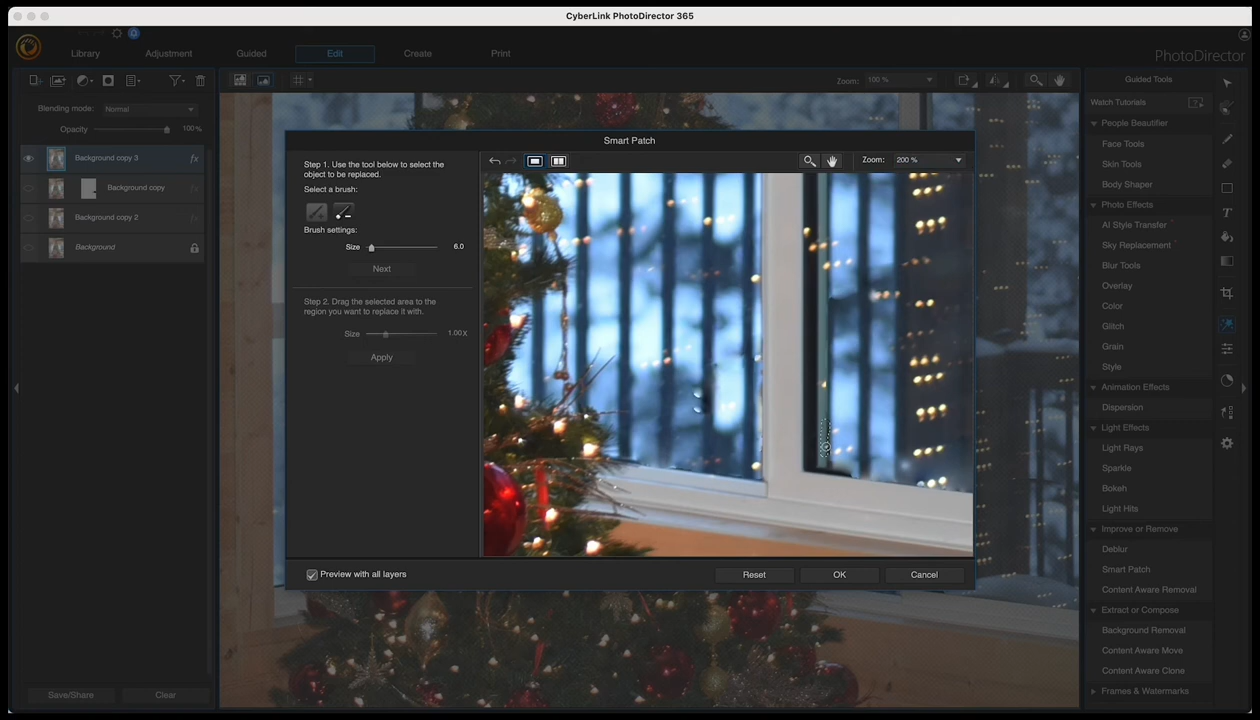 CyberLink PhotoDirector 365
Library
Adjustment
Guided
Edit
Create
Print
PhotoDirector
Zoom:
100 %
Blending mode:
Normal
Opacity
100%
Background copy 3
fx
Background copy
fx
Background copy 2
fx
Background
Save/Share
Clear
Smart Patch
Step 1. Use the tool below to select the
object to be replaced.
Select a brush:
Brush settings:
Size
6.0
Next
Step 2. Drag the selected area to the
region you want to replace it with.
Size
1.00X
Apply
Zoom:
200 %
Preview with all layers
Reset
OK
Cancel
Guided Tools
Watch Tutorials
People Beautifier
Face Tools
Skin Tools
Body Shaper
Photo Effects
AI Style Transfer
Sky Replacement
Blur Tools
Overlay
Color
Glitch
Grain
Style
Animation Effects
Dispersion
Light Effects
Light Rays
Sparkle
Bokeh
Light Hits
Improve or Remove
Deblur
Smart Patch
Content Aware Removal
Extract or Compose
Background Removal
Content Aware Move
Content Aware Clone
Frames & Watermarks